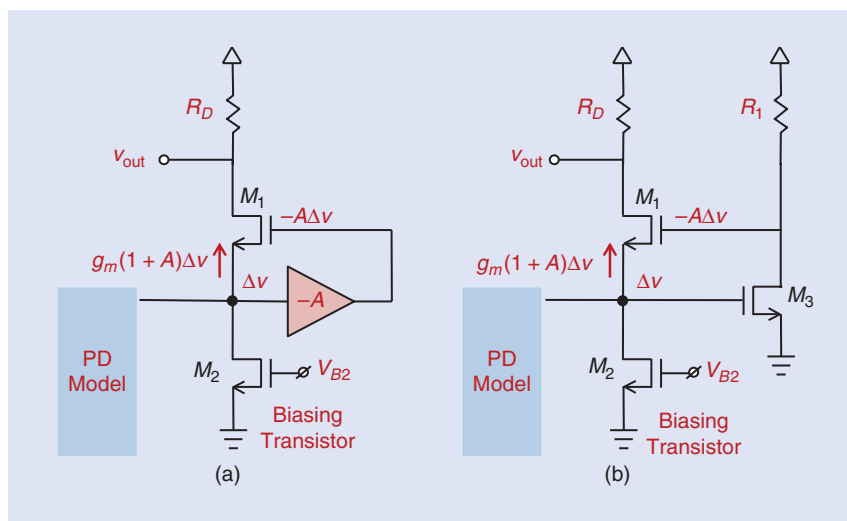 R_D
v_out
M_1
−AΔv
g_m(1 + A)Δv
Δv
−A
PD
Model
M_2
V_B2
Biasing
Transistor
(a)
R_D
R_1
v_out
M_1
−AΔv
g_m(1 + A)Δv
Δv
M_3
PD
Model
M_2
V_B2
Biasing
Transistor
(b)